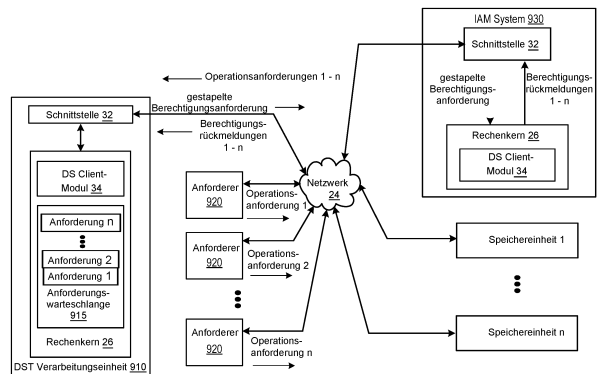 IAM System 930
Schnittstelle 32
gestapelte
Berechtigungs-
anforderung
Berechtigungs-
rückmeldungen
1 - n
Rechenkern 26
DS Client-
Modul 34
Operationsanforderungen 1 - n
gestapelte
Berechtigungsanforderung
Berechtigungs-
rückmeldungen
1 - n
Schnittstelle 32
DS Client-
Modul 34
Anforderung n
Anforderung 2
Anforderung 1
Anforderungs-
warteschlange
915
Rechenkern 26
DST Verarbeitungseinheit 910
Netzwerk
24
Anforderer
920
Operations-
anforderung 1
Anforderer
920
Operations-
anforderung 2
Anforderer
920
Operations-
anforderung n
Speichereinheit 1
Speichereinheit n